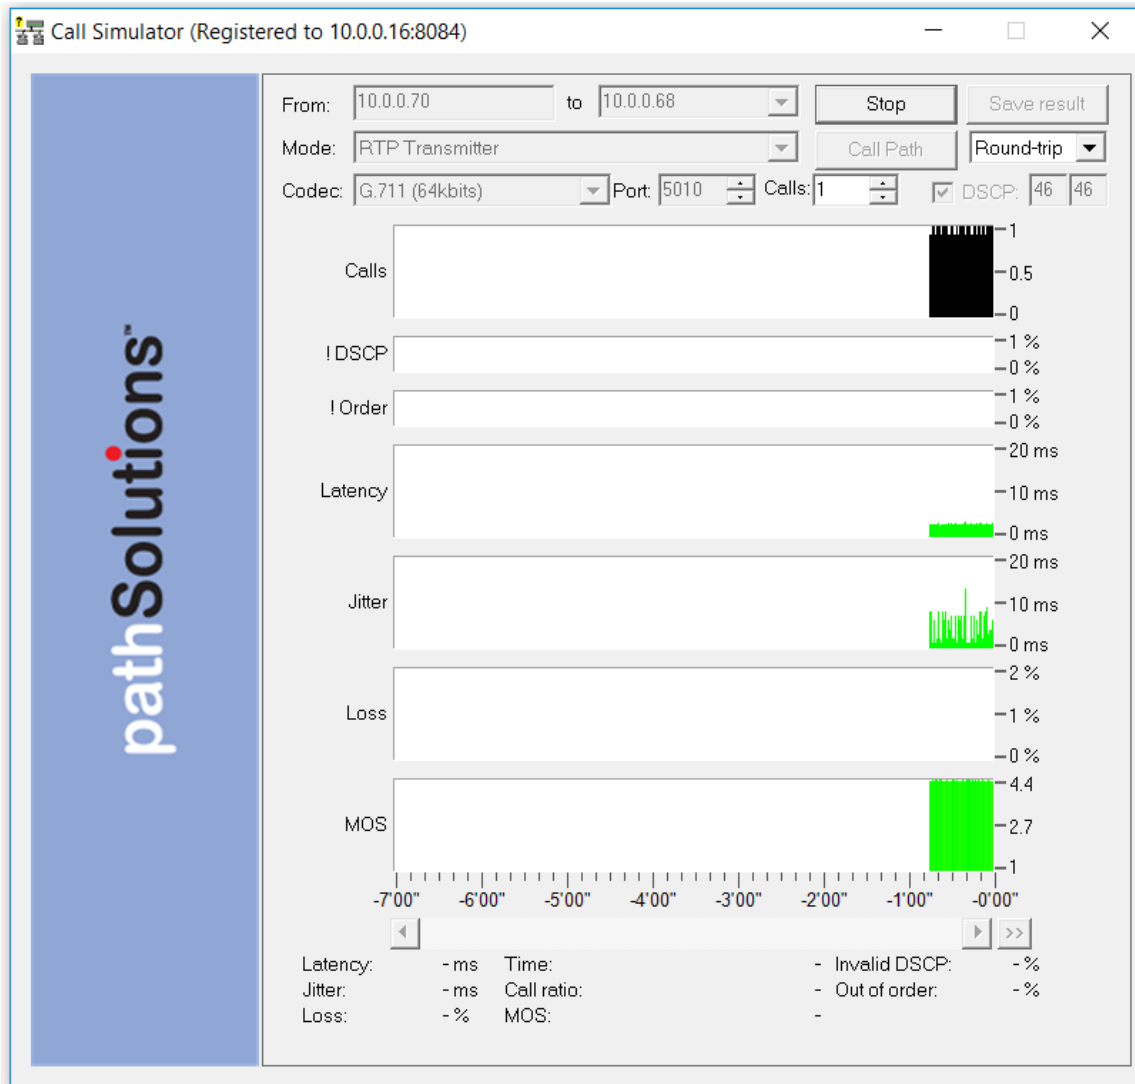 Call Simulator (Registered to 10.0.0.16:8084)
pathSolutions™
From: 10.0.0.70 to 10.0.0.68 Stop Save result
Mode: RTP Transmitter Call Path Round-trip
Codec: G.711 (64kbits) Port: 5010 Calls: 1 DSCP: 46 46
Calls
1
0.5
0
! DSCP
1 %
0 %
! Order
1 %
0 %
Latency
20 ms
10 ms
0 ms
Jitter
20 ms
10 ms
0 ms
Loss
2 %
1 %
0 %
MOS
4.4
2.7
1
-7'00" -6'00" -5'00" -4'00" -3'00" -2'00" -1'00" -0'00"
>>
Latency: - ms Time: - Invalid DSCP: - %
Jitter: - ms Call ratio: - Out of order: - %
Loss: - % MOS: -